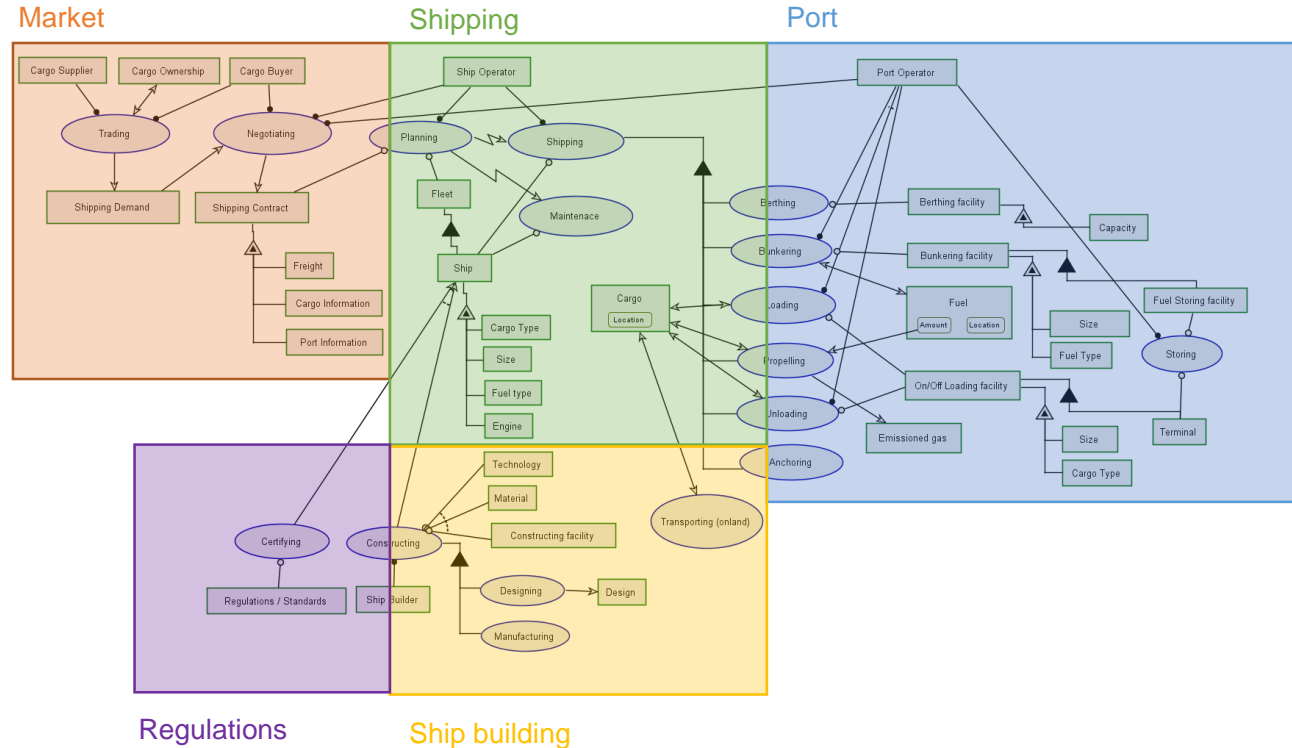 Market
Shipping
Port
Cargo Supplier
Cargo Ownership
Cargo Buyer
Ship Operator
Port Operator
Trading
Negotiating
Planning
Shipping
Shipping Demand
Shipping Contract
Fleet
Maintenace
Berthing
Berthing facility
Capacity
Freight
Ship
Bunkering
Bunkering facility
Cargo Information
Cargo
Location
Loading
Fuel
Amount
Location
Fuel Storing facility
Port Information
Cargo Type
Size
Size
Fuel Type
Storing
Propelling
Fuel type
On/Off Loading facility
Engine
Unloading
Emissioned gas
Terminal
Size
Cargo Type
Technology
Anchoring
Material
Transporting (onland)
Constructing facility
Certifying
Constructing
Regulations / Standards
Ship Builder
Designing
Design
Manufacturing
Regulations
Ship building